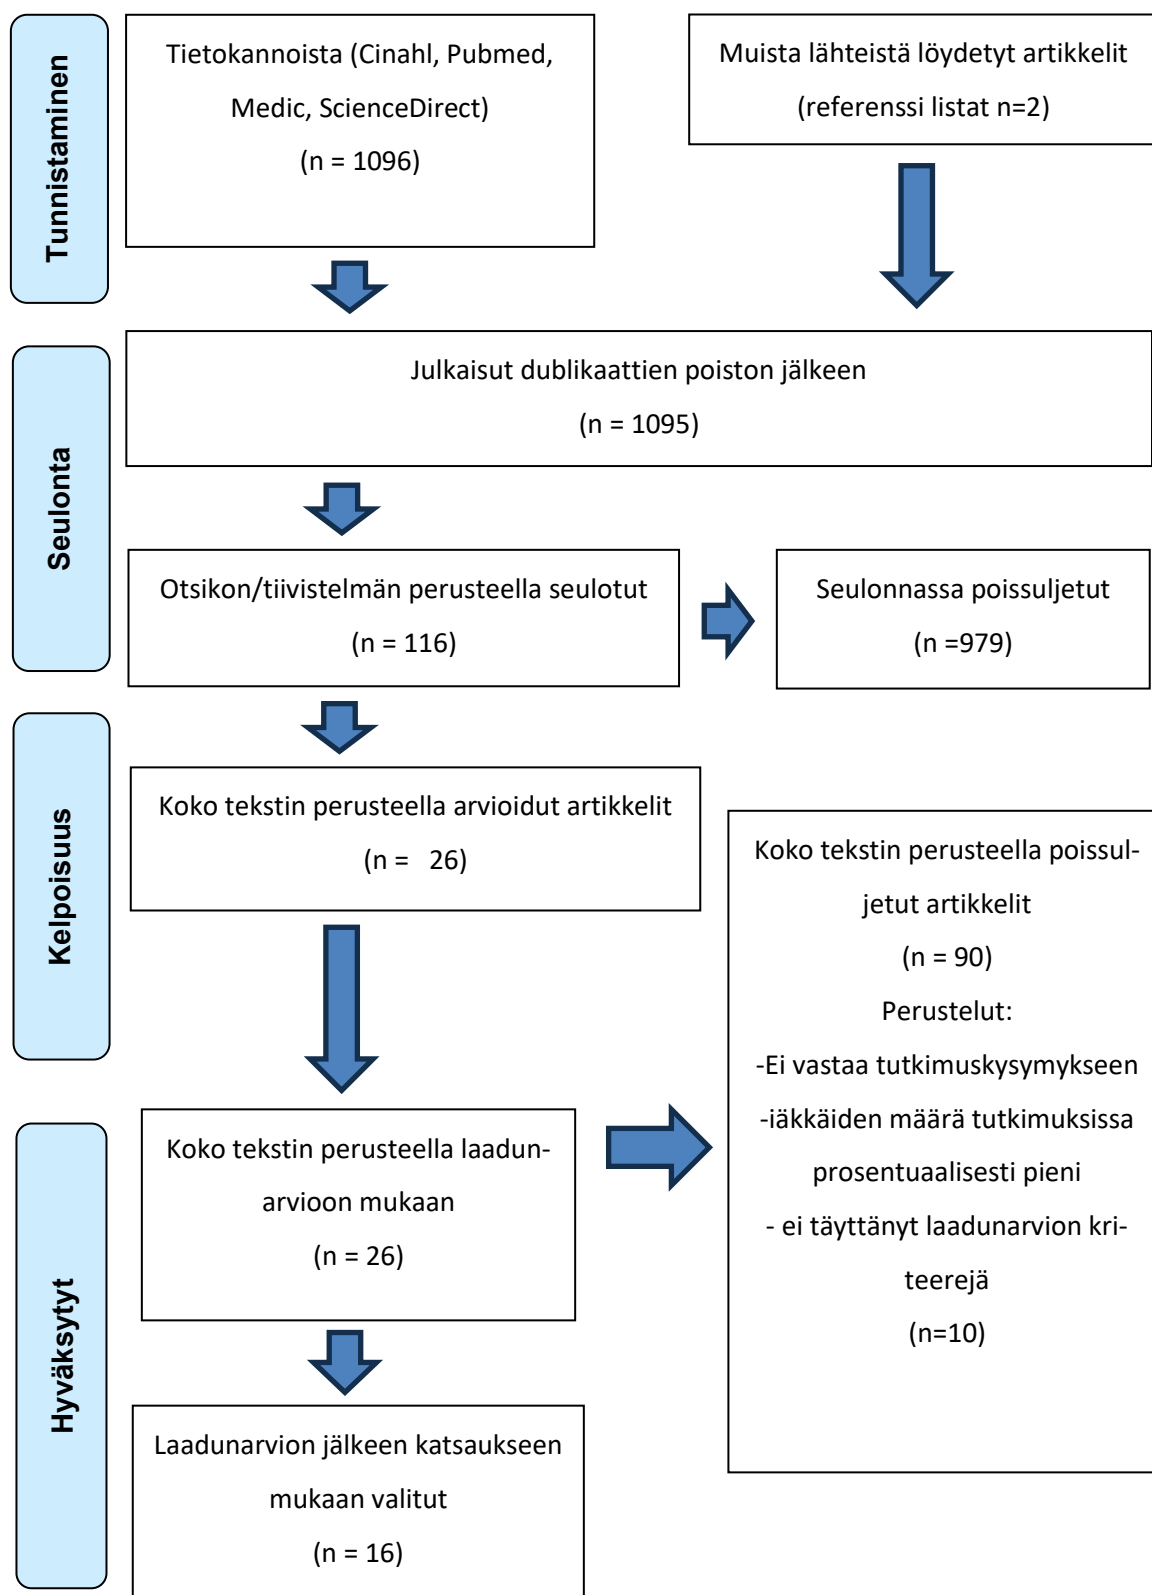 Tunnistaminen
Tietokannoista (Cinahl, Pubmed,
Medic, ScienceDirect)
(n = 1096)
Muista lähteistä löydetyt artikkelit
(referenssi listat n=2)
Seulonta
Julkaisut dublikaattien poiston jälkeen
(n = 1095)
Otsikon/tiivistelmän perusteella seulotut
(n = 116)
Seulonnassa poissuljetut
(n =979)
Kelpoisuus
Koko tekstin perusteella arvioidut artikkelit
(n = 26)
Koko tekstin perusteella poissul-
jetut artikkelit
(n = 90)
Perustelut:
-Ei vastaa tutkimuskysymykseen
-iäkkäiden määrä tutkimuksissa
prosentuaalisesti pieni
- ei täyttänyt laadunarvion kri-
teerejä
(n=10)
Hyväksytyt
Koko tekstin perusteella laadun-
arvioon mukaan
(n = 26)
Laadunarvion jälkeen katsaukseen
mukaan valitut
(n = 16)